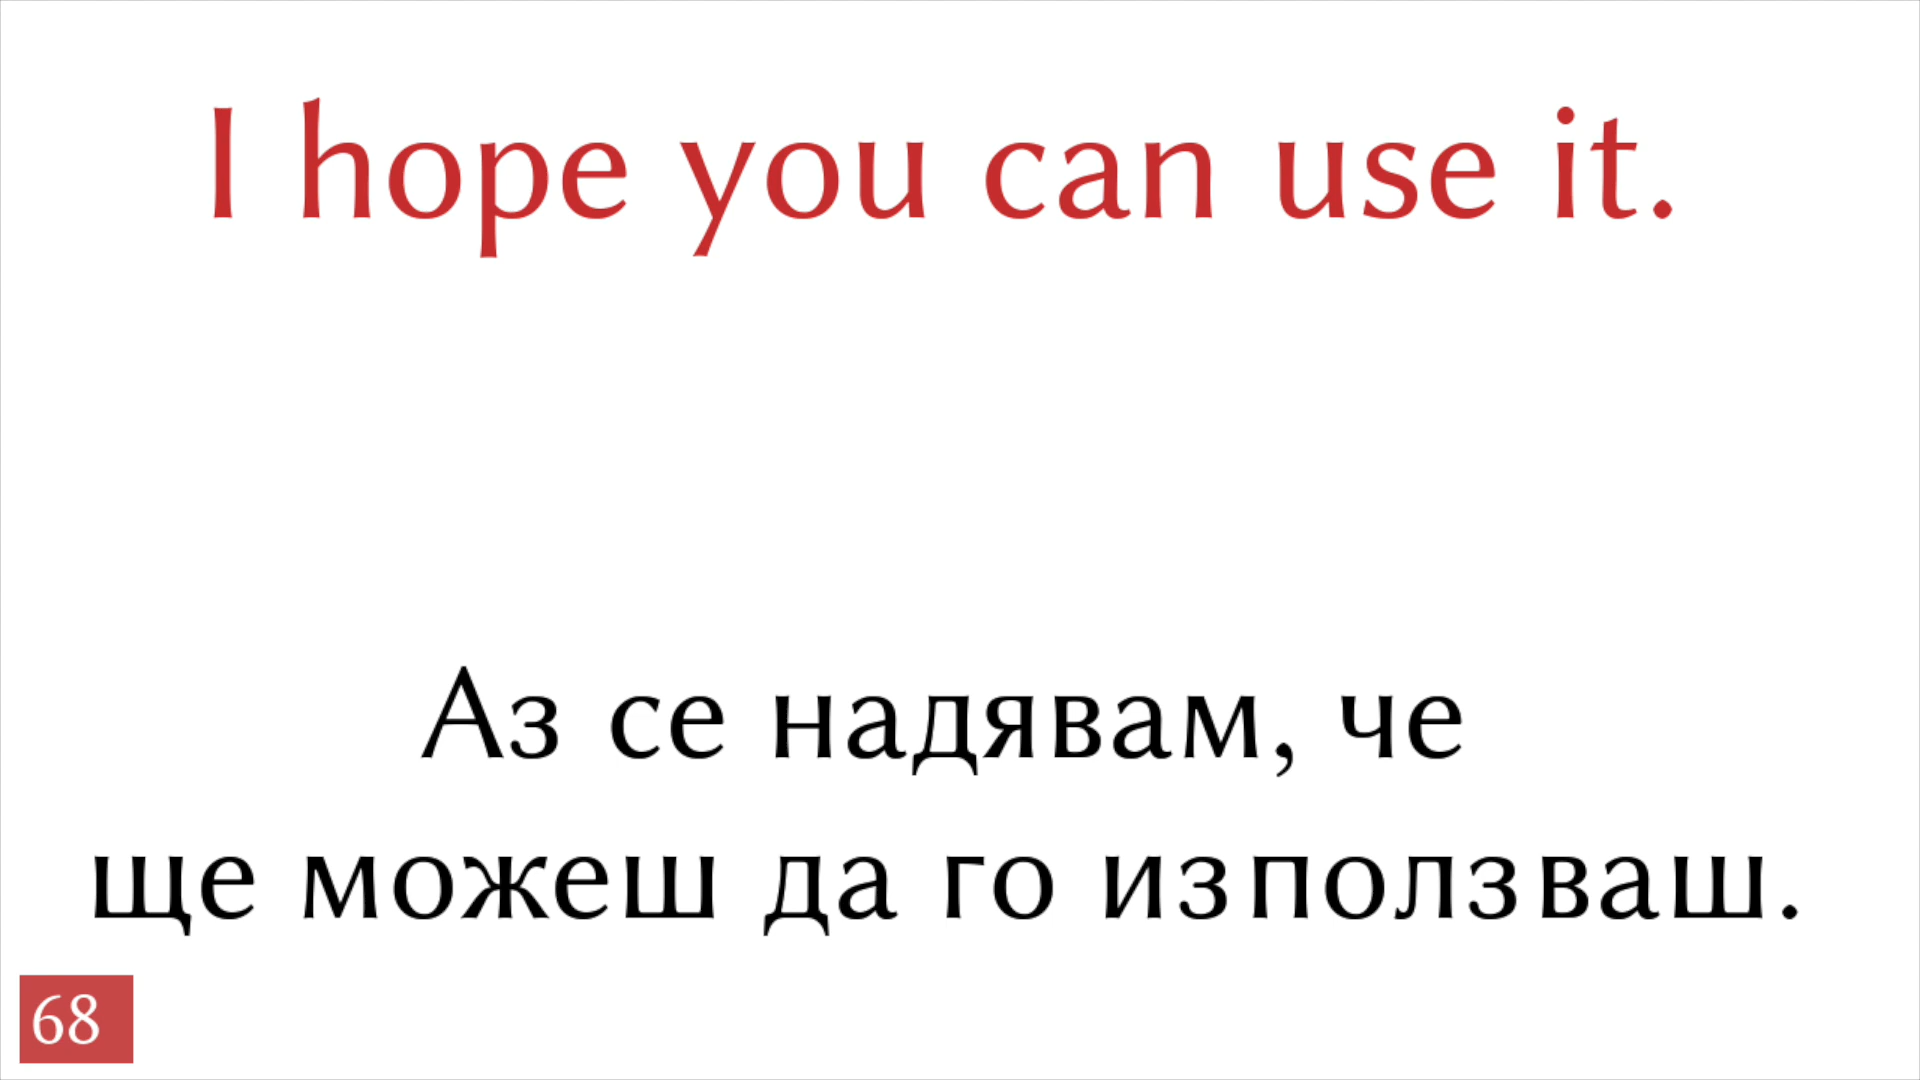 I hope you can use it.
Аз се надявам, че
ще можеш да го използваш.
68